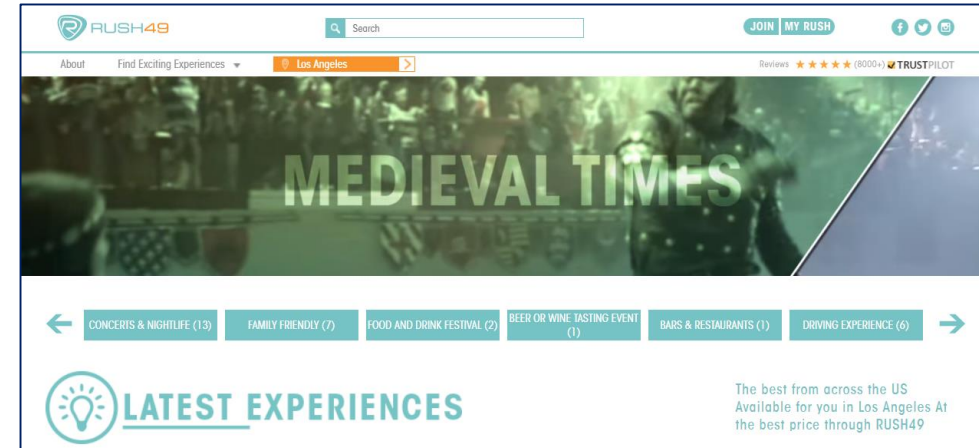 RUSH49
Search
JOIN MY RUSH
About Find Exciting Experiences Los Angeles Reviews (8000+) TRUSTPILOT
MEDIEVAL TIMES
CONCERTS & NIGHTLIFE (13)
FAMILY FRIENDLY (7)
FOOD AND DRINK FESTIVAL (2)
BEER OR WINE TASTING EVENT
(1)
BARS & RESTAURANTS (1)
DRIVING EXPERIENCE (6)
LATEST EXPERIENCES
The best from across the US
Available for you in Los Angeles At
the best price through RUSH49